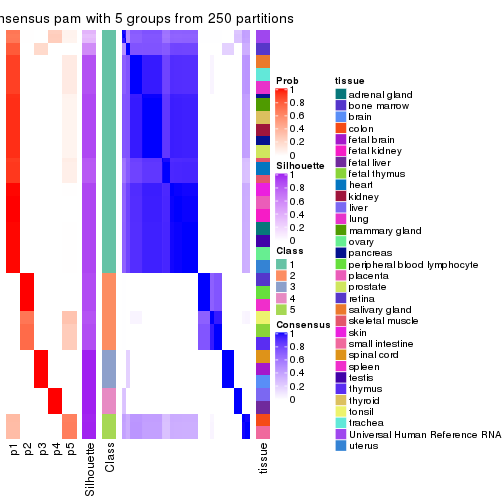 nsensus pam with 5 groups from 250 partitions
p1
p2
p3
p4
p5
Silhouette
Class
tissue
Prob
1
0.8
0.6
0.4
0.2
0
Silhouette
1
0.8
0.6
0.4
0.2
0
Class
1
2
3
4
5
Consensus
1
0.8
0.6
0.4
0.2
0
tissue
adrenal gland
bone marrow
brain
colon
fetal brain
fetal kidney
fetal liver
fetal thymus
heart
kidney
liver
lung
mammary gland
ovary
pancreas
peripheral blood lymphocyte
placenta
prostate
retina
salivary gland
skeletal muscle
skin
small intestine
spinal cord
spleen
testis
thymus
thyroid
tonsil
trachea
Universal Human Reference RNA
uterus